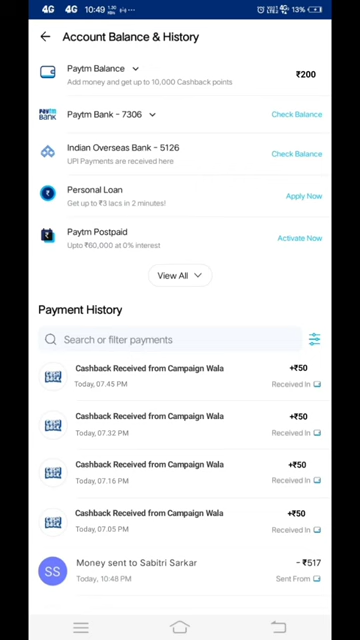 4G 4G 10:49 1.30 KB/s
13%
Account Balance & History
Paytm Balance
Add money and get up to 10,000 Cashback points
₹200
Paytm BANK
Paytm Bank - 7306
Check Balance
Indian Overseas Bank - 5126
UPI Payments are received here
Check Balance
Personal Loan
Get up to ₹3 lacs in 2 minutes!
Apply Now
Paytm Postpaid
Upto ₹60,000 at 0% interest
Activate Now
View All
Payment History
Search or filter payments
Cashback Received from Campaign Wala
+₹50
Today, 07.45 PM
Received In
Cashback Received from Campaign Wala
+₹50
Today, 07.32 PM
Received In
Cashback Received from Campaign Wala
+₹50
Today, 07.16 PM
Received In
Cashback Received from Campaign Wala
+₹50
Today, 07.05 PM
Received In
SS
Money sent to Sabitri Sarkar
- ₹517
Today, 10:48 PM
Sent From